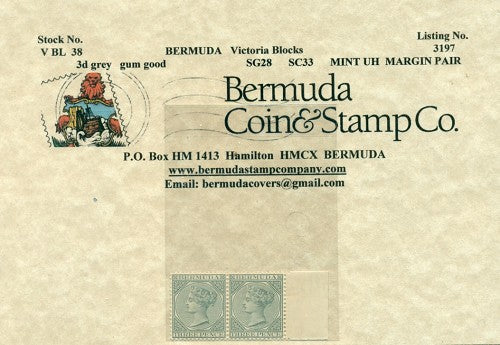 Stock No. Listing No.
V BL 38 BERMUDA Victoria Blocks 3197
3d grey gum good SG28 SC33 MINT UH MARGIN PAIR
Bermuda
Coin&Stamp Co.
P.O. Box HM 1413 Hamilton HMCX BERMUDA
www.bermudastampcompany.com
Email: bermudacovers@gmail.com
BERMUDA BERMUDA
THREE PENCE THREE PENCE